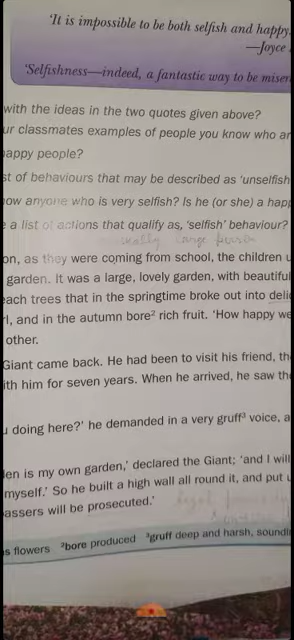 'It is impossible to be both selfish and happy.
—Joyce
'Selfishness—indeed, a fantastic way to be miser
with the ideas in the two quotes given above?
ur classmates examples of people you know who ar
appy people?
st of behaviours that may be described as 'unselfish
ow anyone who is very selfish? Is he (or she) a happ
e a list of actions that qualify as, 'selfish' behaviour?
really large person
on, as they were coming from school, the children u
garden. It was a large, lovely garden, with beautiful
each trees that in the springtime broke out into deli
rl, and in the autumn bore² rich fruit. 'How happy we
other.
Giant came back. He had been to visit his friend, the
ith him for seven years. When he arrived, he saw the
u doing here?' he demanded in a very gruff³ voice, a
den is my own garden,' declared the Giant; 'and I will
myself.' So he built a high wall all round it, and put u
assers will be prosecuted.'
s flowers ²bore produced ³gruff deep and harsh, soundi